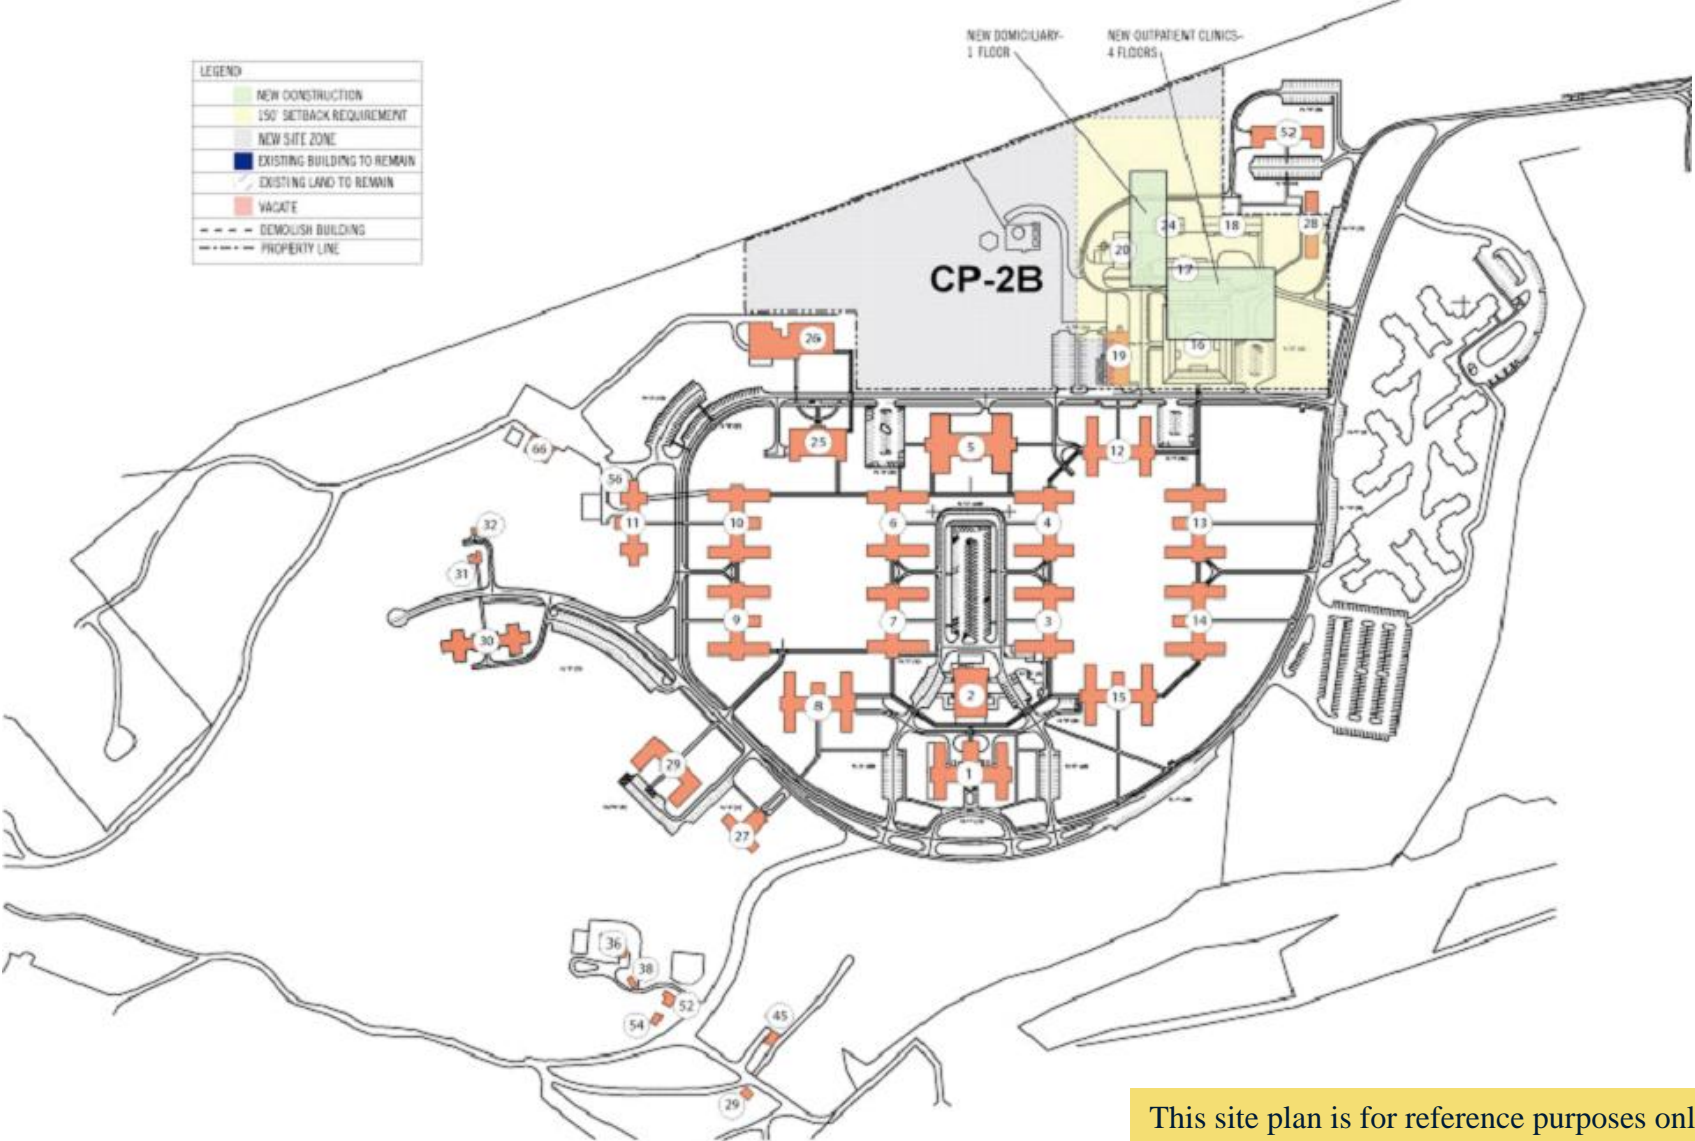 NEW DOMICILIARY-
1 FLOOR
NEW OUTPATIENT CLINICS-
4 FLOORS
LEGEND
NEW CONSTRUCTION
150' SETBACK REQUIREMENT
NEW SITE ZONE
EXISTING BUILDING TO REMAIN
EXISTING LAND TO REMAIN
VACATE
DEMOLISH BUILDING
PROPERTY LINE
52
24
18
28
20
17
CP-2B
26
16
19
25
5
12
66
56
11
10
6
4
13
32
31
30
9
7
3
14
8
2
15
29
1
27
36
38
52
54
45
29
This site plan is for reference purposes onl